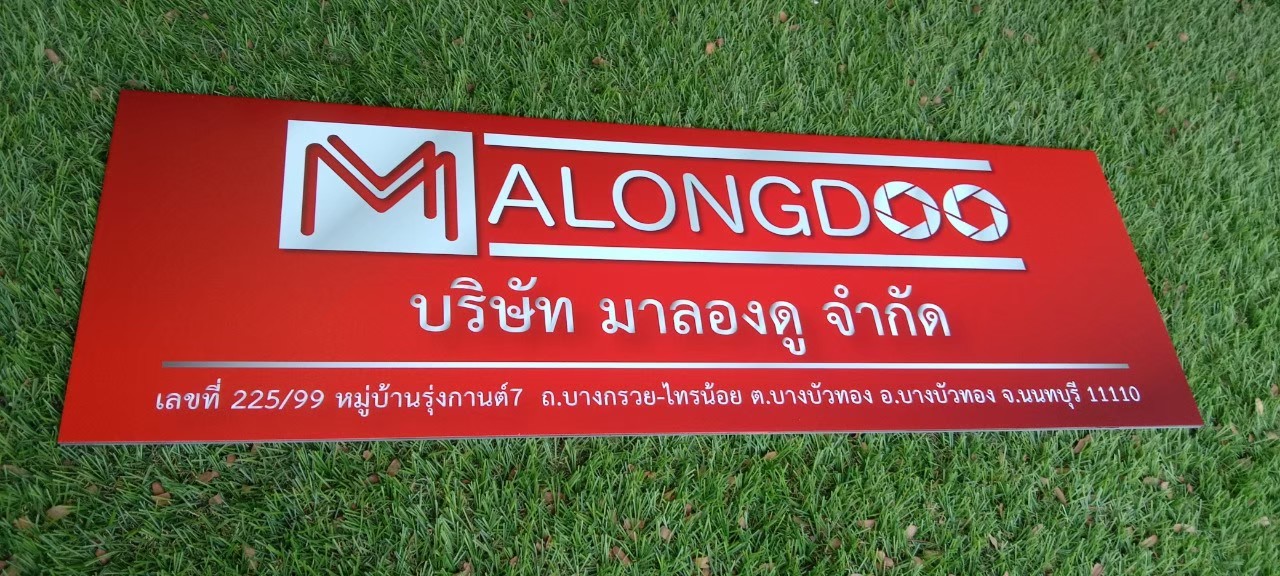 MALONGDOO
บริษัท มาลองดู จำกัด
เลขที่ 225/99 หมู่บ้านรุ่งกานต์7 ถ.บางกรวย-ไทรน้อย ต.บางบัวทอง อ.บางบัวทอง จ.นนทบุรี 11110